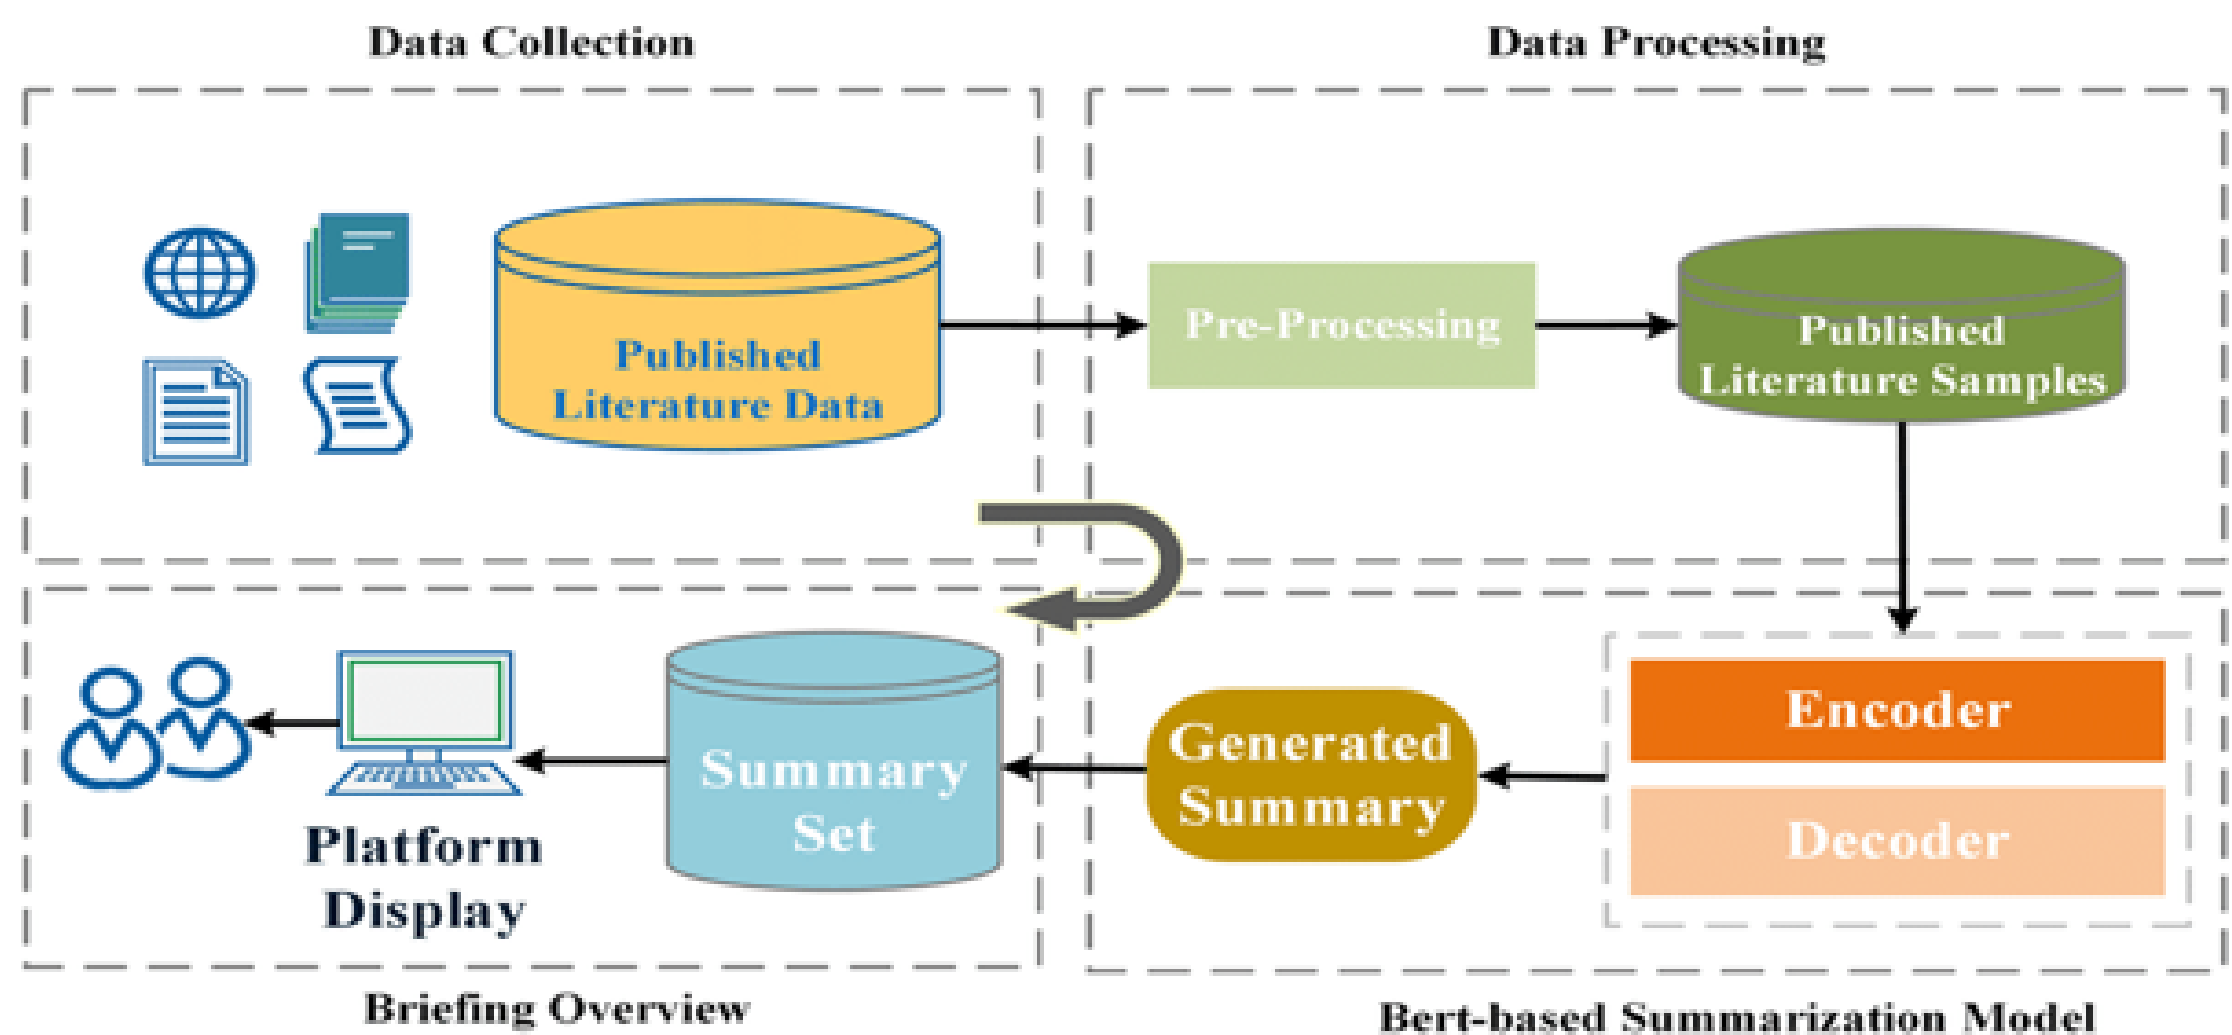 Data Collection
Data Processing
Published
Literature Data
Pre-Processing
Published
Literature Samples
Platform
Display
Summary
Set
Generated
Summary
Encoder
Decoder
Briefing Overview
Bert-based Summarization Model